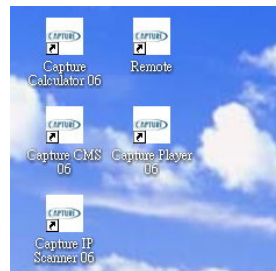 CAPTURE CAPTURE
Capture Remote
Calculator 06
CAPTURE CAPTURE
Capture CMS Capture Player
06 06
CAPTURE
Capture IP
Scanner 06